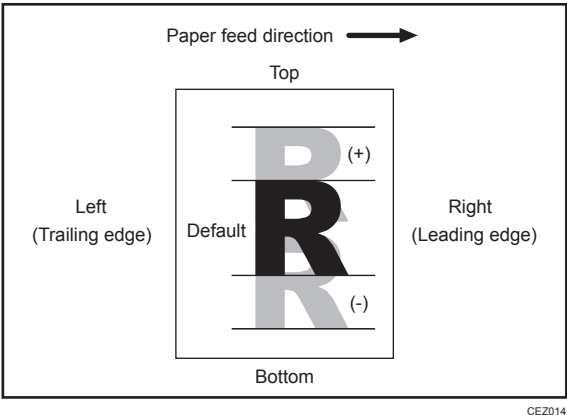 Paper feed direction
Top
(+)
Left
(Trailing edge)
Default
R
Right
(Leading edge)
(-)
Bottom
CEZ014